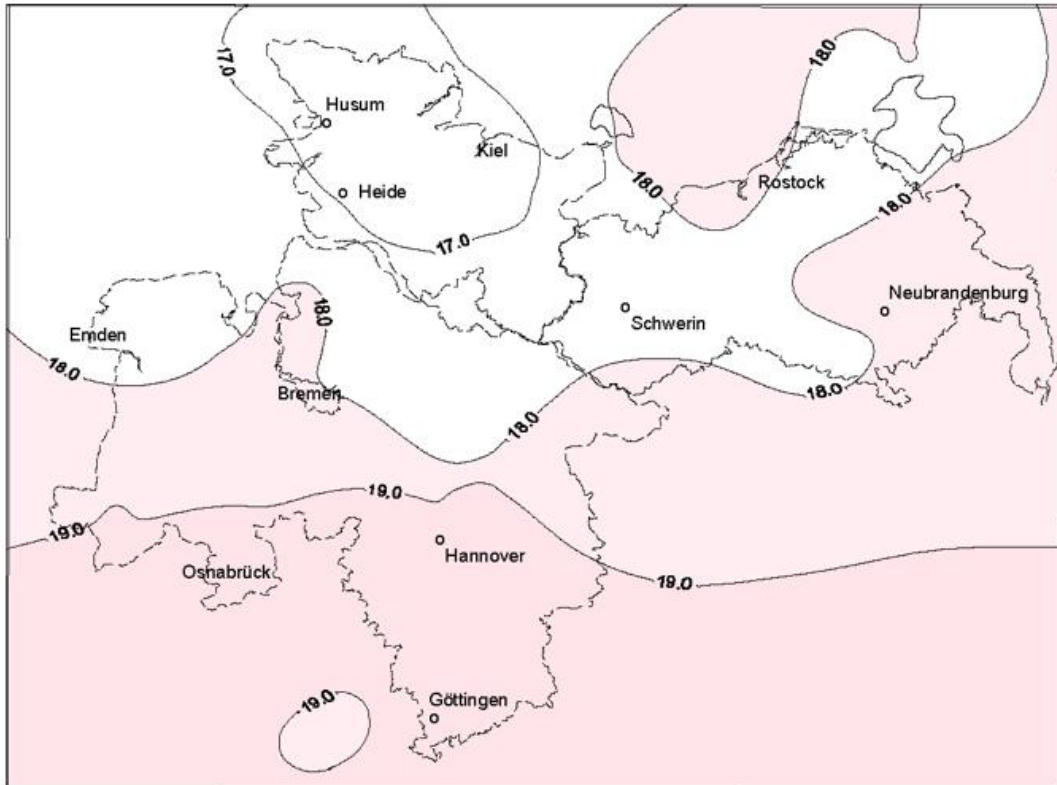 17.0
18.0
Husum
Kiel
Heide
Rostock
18.0
18.0
17.0
Neubrandenburg
18.0
Schwerin
Emden
18.0
Bremen
18.0
18.0
19.0
19.0
Hannover
Osnabrück
19.0
Göttingen
19.0